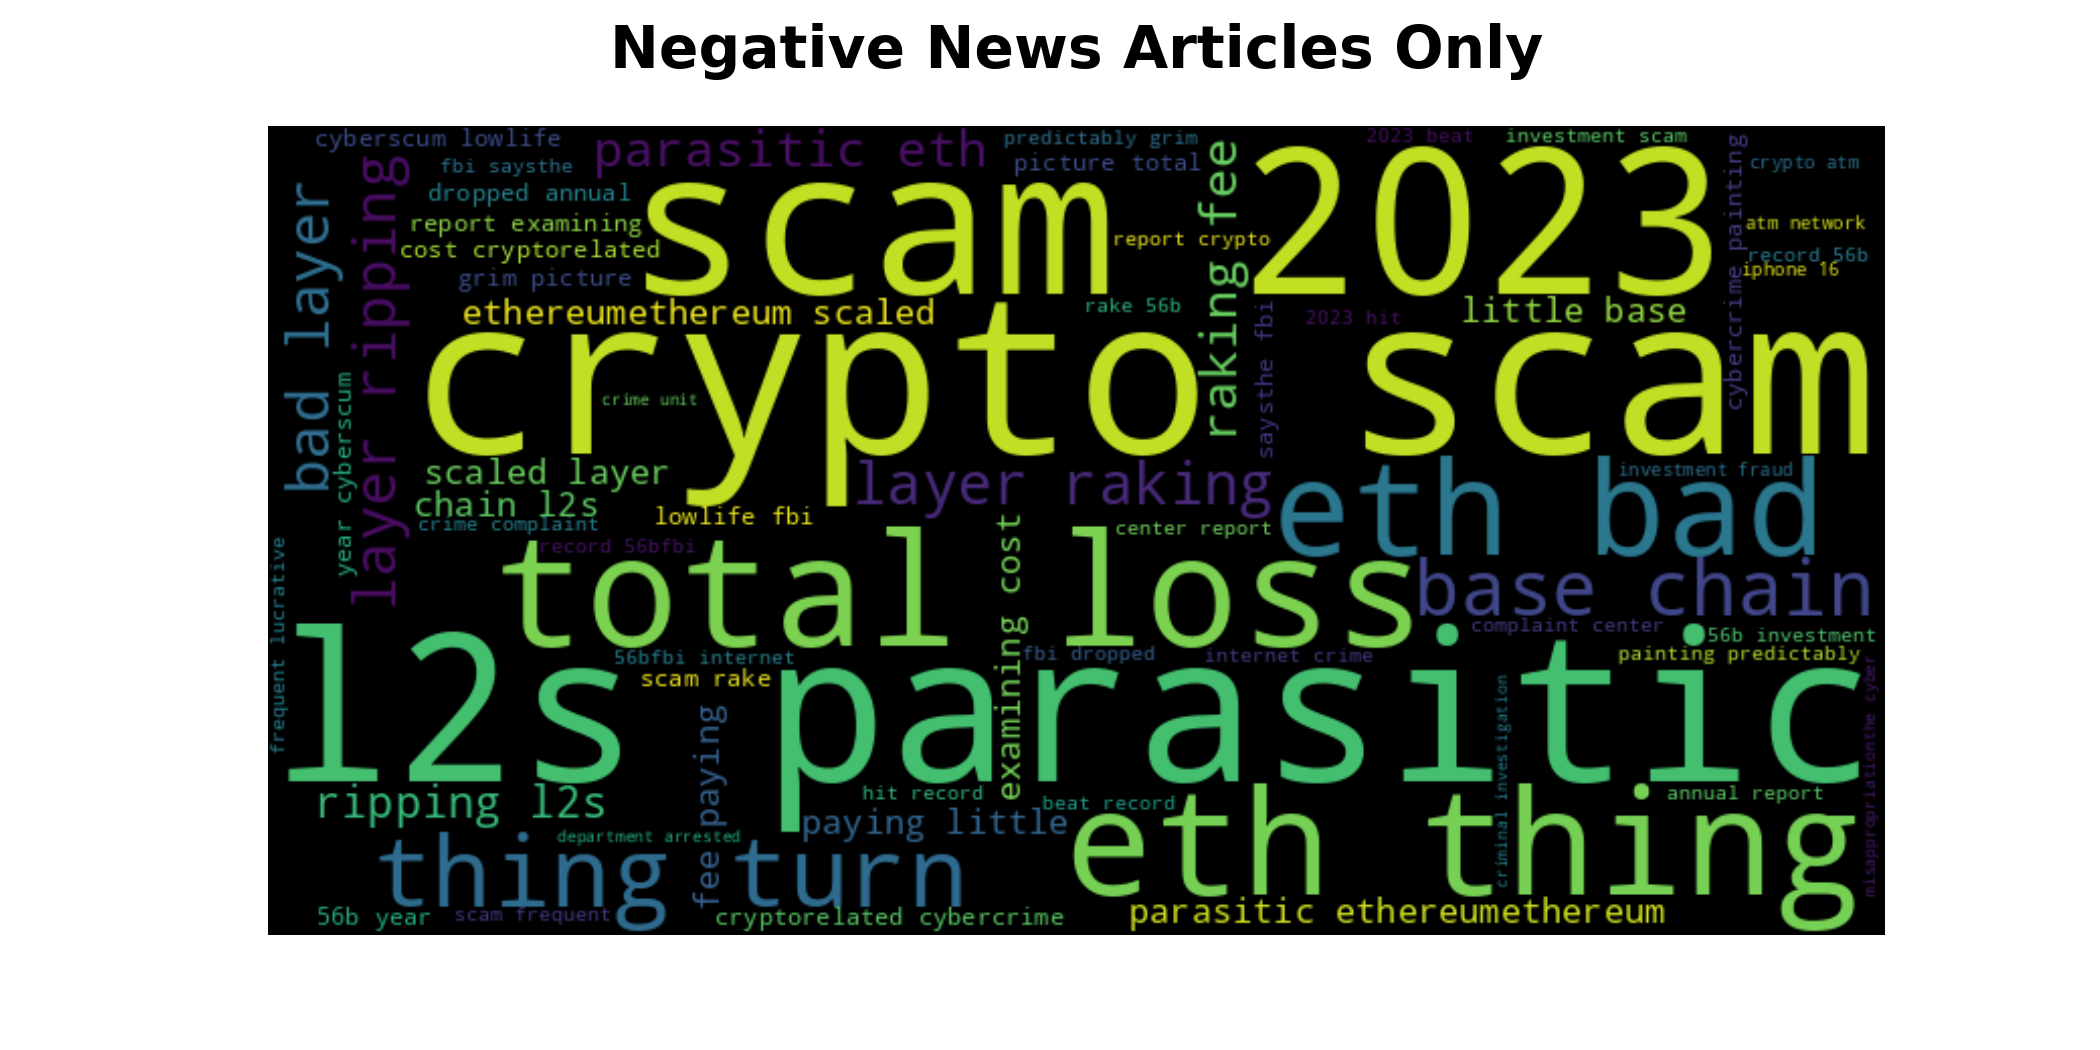 Negative News Articles Only
cyberscum lowlife
parasitic eth
predictably grim
2023 beat
investment scam
fbi saysthe
picture total
crypto atm
dropped annual
scam 2023
report examining
cost cryptorelated
report crypto
atm network
record 56b
iphone 16
grim picture
ethereumethereum scaled
rake 56b
2023 hit
little base
bad layer
layer ripping
raking fee
saysthe fbi
cybercrime painting
crypto scam
crime unit
year cyberscum
scaled layer
layer raking
eth bad
investment fraud
chain l2s
crime complaint
lowlife fbi
center report
record 56bfbi
total loss
examining cost
base chain
frequent lucrative
complaint center
56b investment
56bfbi internet
fbi dropped
internet crime
painting predictably
scam rake
l2s parasitic
criminal investigation
misappropriationthe cyber
ripping l2s
fee paying
hit record
beat record
annual report
paying little
department arrested
eth thing
thing turn
56b year
scam frequent
cryptorelated cybercrime
parasitic ethereumethereum